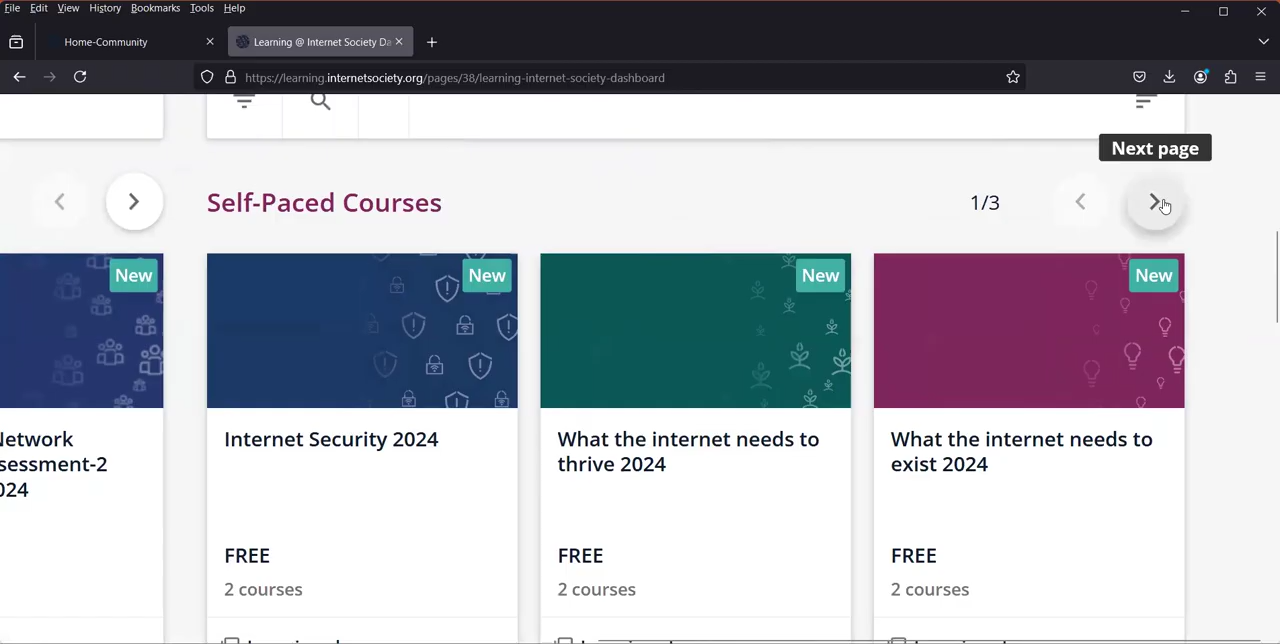 File Edit View History Bookmarks Tools Help
Home-Community
Learning @ Internet Society Da
https://learning.internetsociety.org/pages/38/learning-internet-society-dashboard
Next page
Self-Paced Courses
1/3
New
New
New
New
Network
sessment-2
024
Internet Security 2024
What the internet needs to
thrive 2024
What the internet needs to
exist 2024
FREE
FREE
FREE
2 courses
2 courses
2 courses